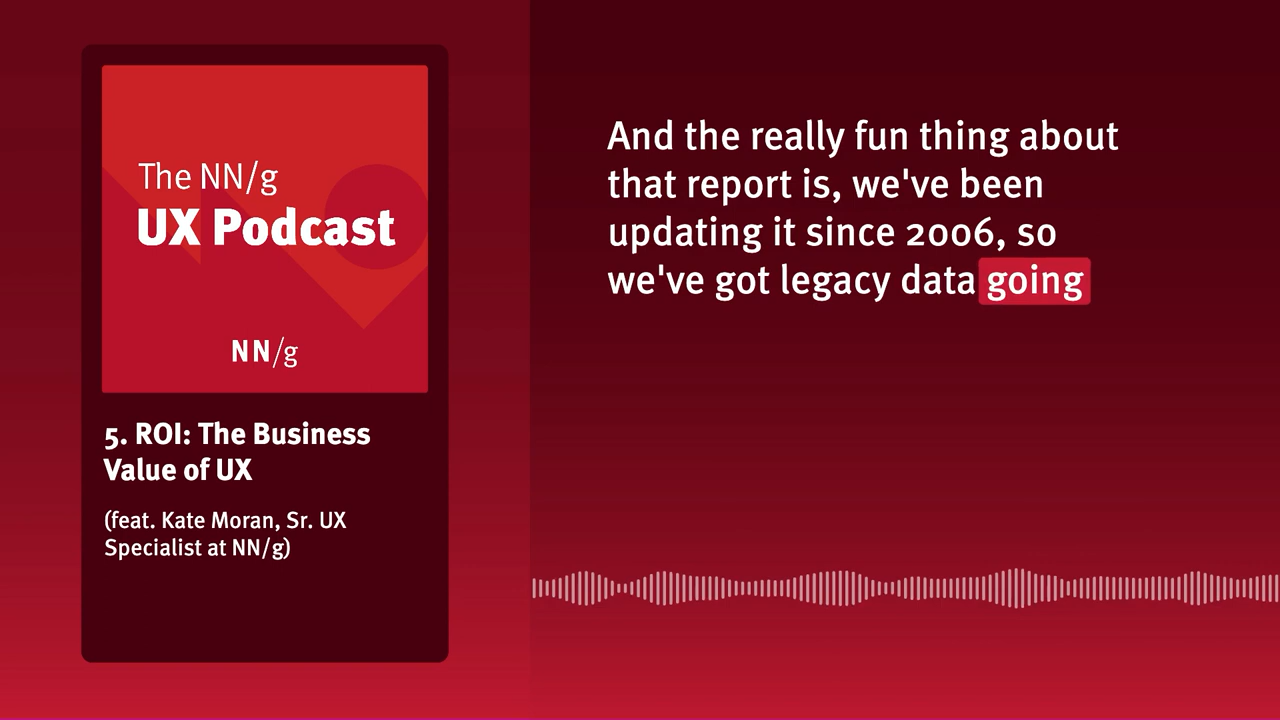 The NN/g
UX Podcast
NN/g
5. ROI: The Business
Value of UX
(feat. Kate Moran, Sr. UX
Specialist at NN/g)
And the really fun thing about
that report is, we've been
updating it since 2006, so
we've got legacy data going